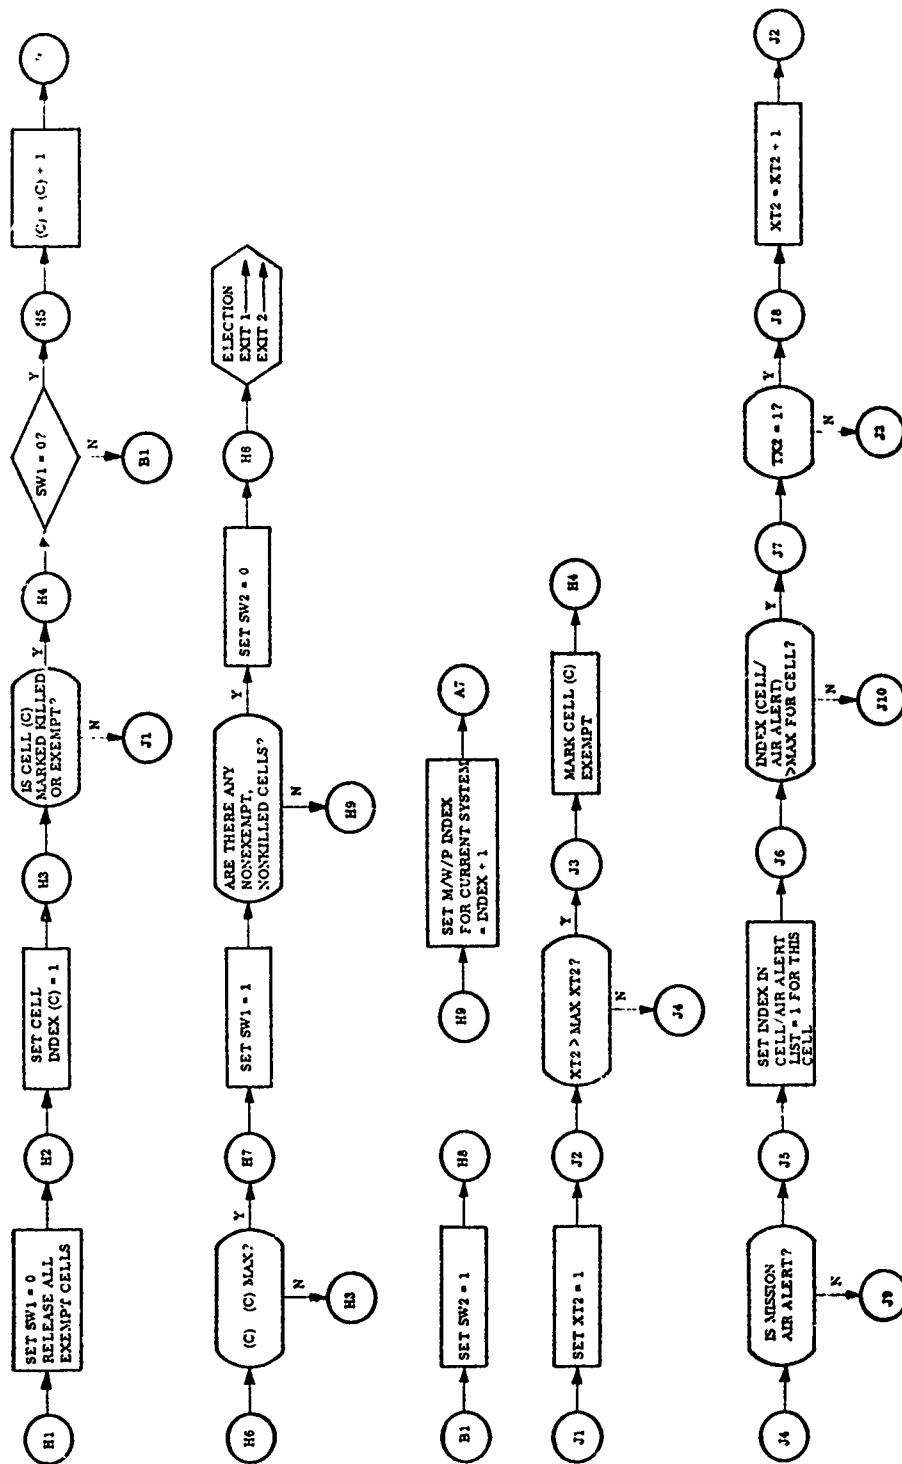 H1
SET SW1 = 0
RELEASE ALL
EXEMPT CELLS
H2
SET CELL
INDEX (C) = 1
H3
IS CELL (C)
MARKED KILLED
OR EXEMPT?
Y
N
J1
H4
SW1 = 0?
Y
N
B1
H5
(C) = (C) + 1
H6
(C) (C) MAX?
Y
N
H3
H7
SET SW1 = 1
ARE THERE ANY
NONEXEMPT,
NONKILLED CELLS?
Y
N
H9
SET SW2 = 0
H8
ELECTION
EXIT 1
EXIT 2
B1
SET SW2 = 1
H8
H9
SET M/W/P INDEX
FOR CURRENT SYSTEM
= INDEX + 1
A7
J1
SET XT2 = 1
J2
XT2 > MAX XT2?
Y
N
J4
J3
MARK CELL (C)
EXEMPT
H4
J4
IS MISSION
AIR ALERT?
N
J9
J5
SET INDEX IN
CELL/AIR ALERT
LIST = 1 FOR THIS
CELL
J6
INDEX (CELL/
AIR ALERT)
>MAX FOR CELL?
Y
N
J10
J7
TX2 = 1?
Y
N
J3
J8
XT2 = XT2 + 1
J2